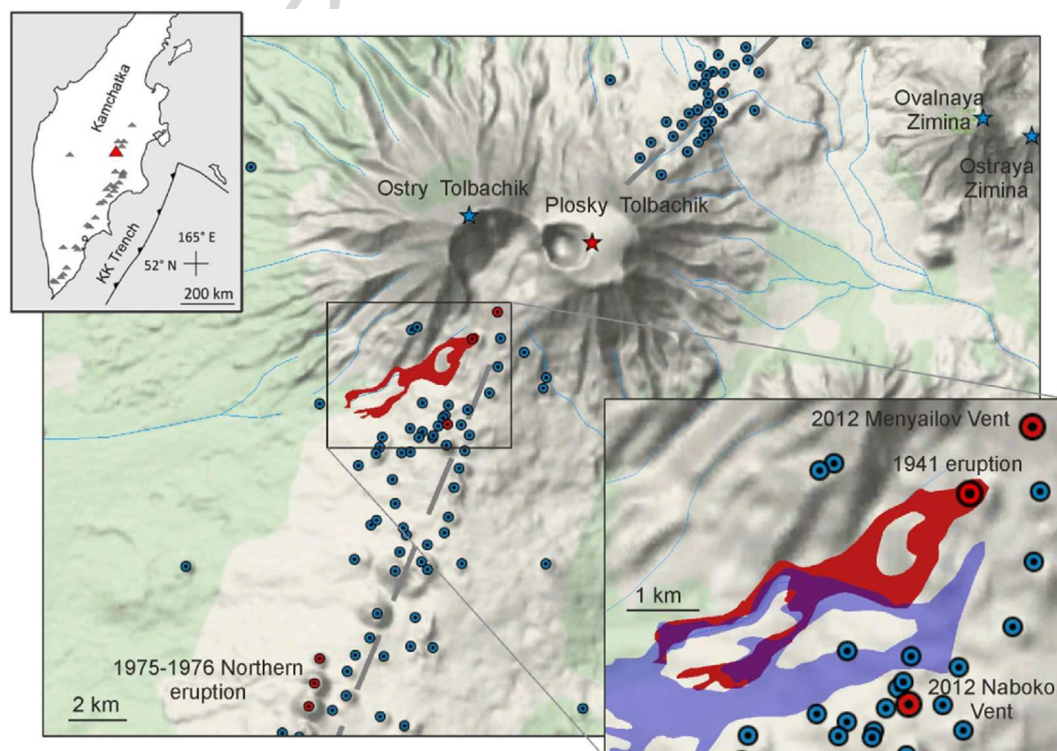 Kamchatka
KK Trench
165° E
52° N
200 km
Ovalnaya
Zimina
Ostraya
Zimina
Ostry Tolbachik
Plosky Tolbachik
1975-1976 Northern
eruption
2 km
2012 Menyailov Vent
1941 eruption
1 km
2012 Naboko
Vent